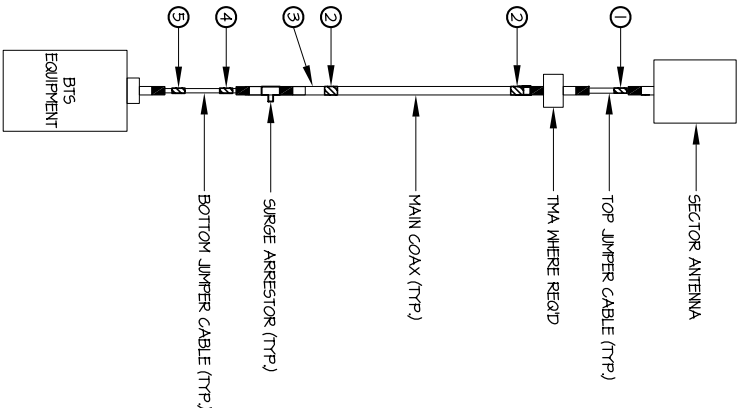 SECTOR ANTENNA
TOP JUMPER CABLE (TYP.)
TMA WHERE REQ'D
MAIN COAX (TYP.)
SURGE ARRESTOR (TYP.)
BOTTOM JUMPER CABLE (TYP.)
BTS
EQUIPMENT
1
2
2
3
4
5